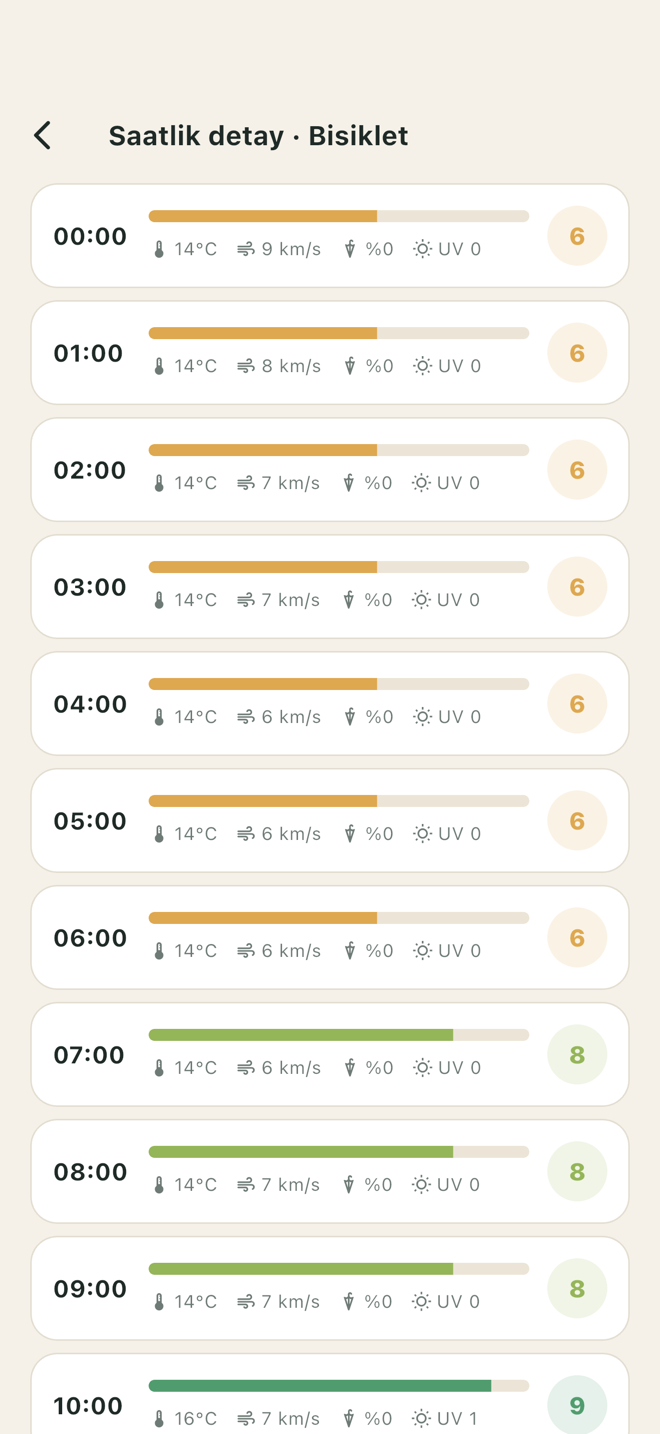 Saatlik detay · Bisiklet
00:00
14°C 9 km/s %0 UV 0
6
01:00
14°C 8 km/s %0 UV 0
6
02:00
14°C 7 km/s %0 UV 0
6
03:00
14°C 7 km/s %0 UV 0
6
04:00
14°C 6 km/s %0 UV 0
6
05:00
14°C 6 km/s %0 UV 0
6
06:00
14°C 6 km/s %0 UV 0
6
07:00
14°C 6 km/s %0 UV 0
8
08:00
14°C 7 km/s %0 UV 0
8
09:00
14°C 7 km/s %0 UV 0
8
10:00
16°C 7 km/s %0 UV 1
9